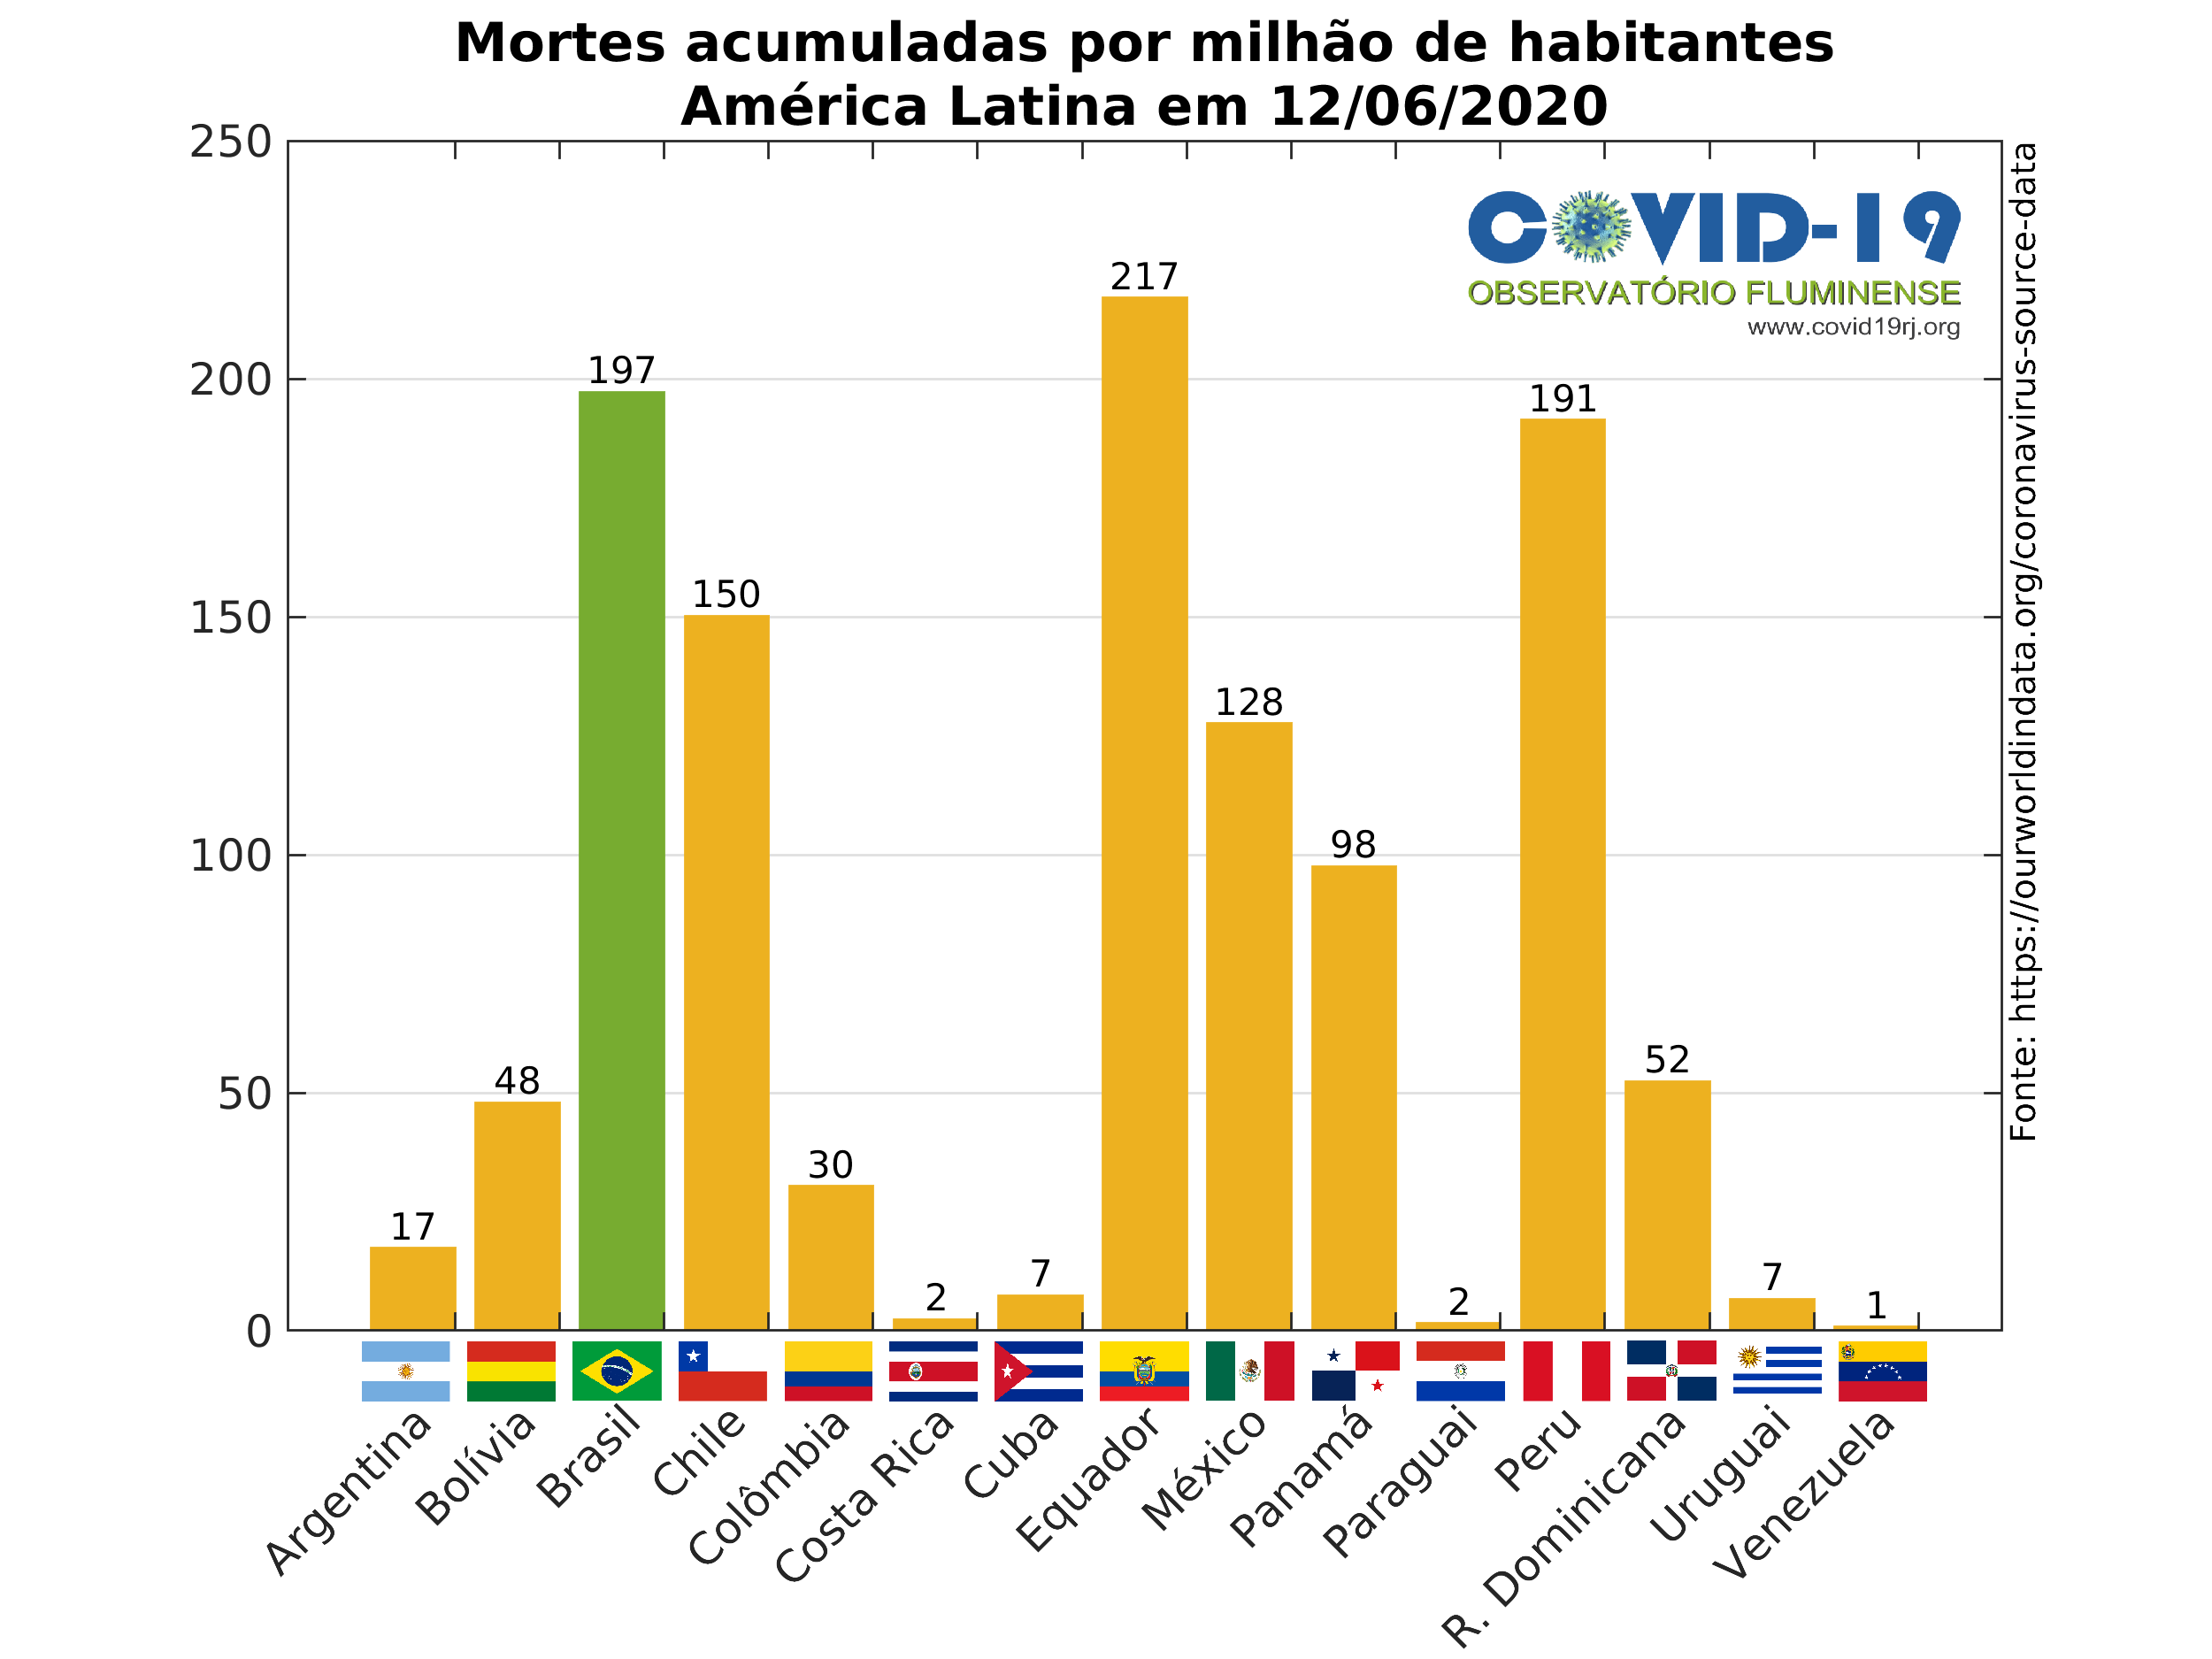 Mortes acumuladas por milhão de habitantes
América Latina em 12/06/2020
COVID-19
OBSERVATÓRIO FLUMINENSE
www.covid19rj.org
Fonte: https://ourworldindata.org/coronavirus-source-data
250
200
150
100
50
0
17
48
197
150
30
2
7
217
128
98
2
191
52
7
1
Argentina
Bolívia
Brasil
Chile
Colômbia
Costa Rica
Cuba
Equador
México
Panamá
Paraguai
Peru
R. Dominicana
Uruguai
Venezuela